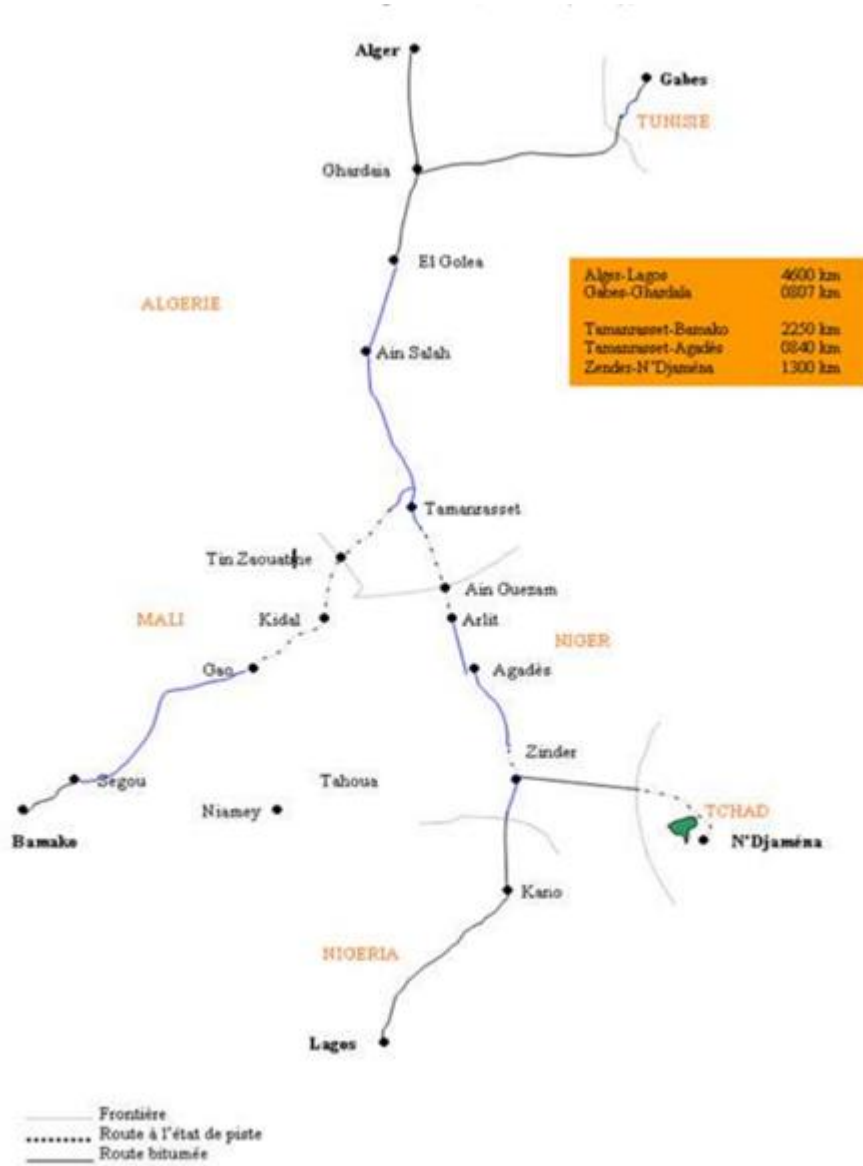 Alger
Gabes
TUNISIE
Ghardaia
El Golea
ALGERIE
Alger-Lagos 4600 km
Gabes-Ghardala 0807 km
Tamanrasset-Bamako 2250 km
Tamanrasset-Agadès 0840 km
Zender-N'Djaména 1300 km
Ain Salah
Tamanrasset
Tin Zaouatine
Ain Guezam
MALI
Kidal
Arlit
NIGER
Gao
Agadès
Zinder
Segou
Tahoua
Niamey
TCHAD
Bamako
N'Djaména
Kano
NIGERIA
Lagos
Frontière
Route à l'état de piste
Route bitumée